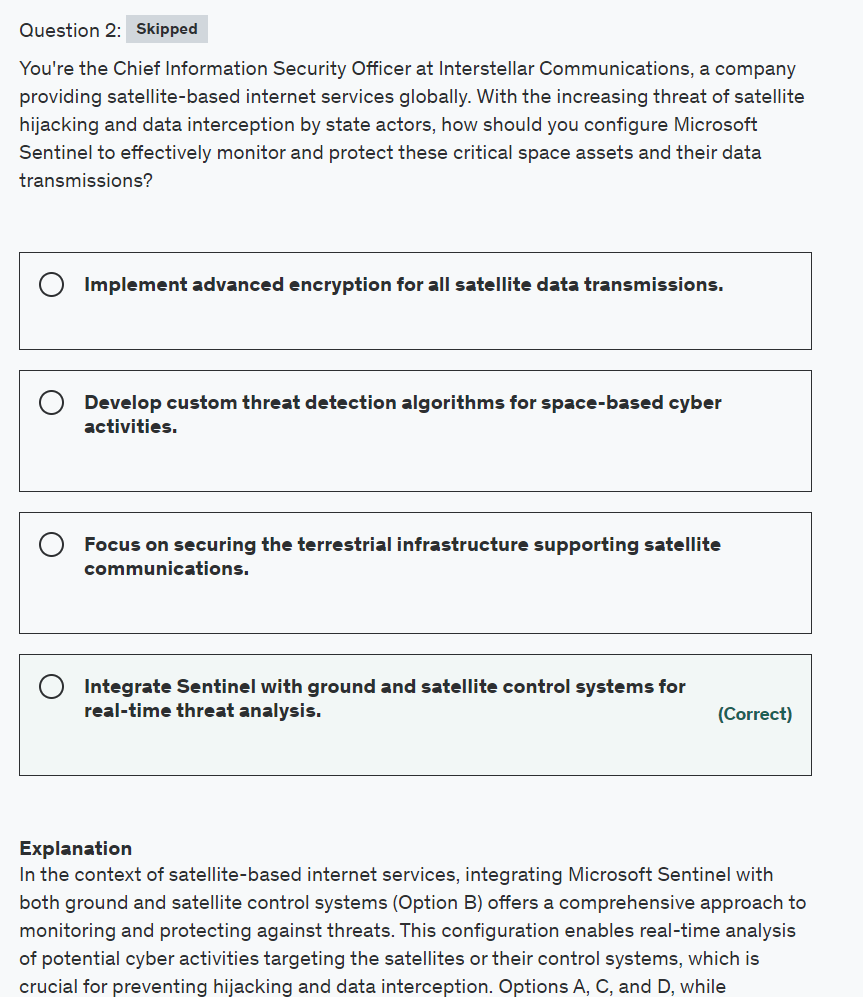 Question 2: Skipped
You're the Chief Information Security Officer at Interstellar Communications, a company
providing satellite-based internet services globally. With the increasing threat of satellite
hijacking and data interception by state actors, how should you configure Microsoft
Sentinel to effectively monitor and protect these critical space assets and their data
transmissions?
Implement advanced encryption for all satellite data transmissions.
Develop custom threat detection algorithms for space-based cyber
activities.
Focus on securing the terrestrial infrastructure supporting satellite
communications.
Integrate Sentinel with ground and satellite control systems for
real-time threat analysis.
(Correct)
Explanation
In the context of satellite-based internet services, integrating Microsoft Sentinel with
both ground and satellite control systems (Option B) offers a comprehensive approach to
monitoring and protecting against threats. This configuration enables real-time analysis
of potential cyber activities targeting the satellites or their control systems, which is
crucial for preventing hijacking and data interception. Options A, C, and D, while